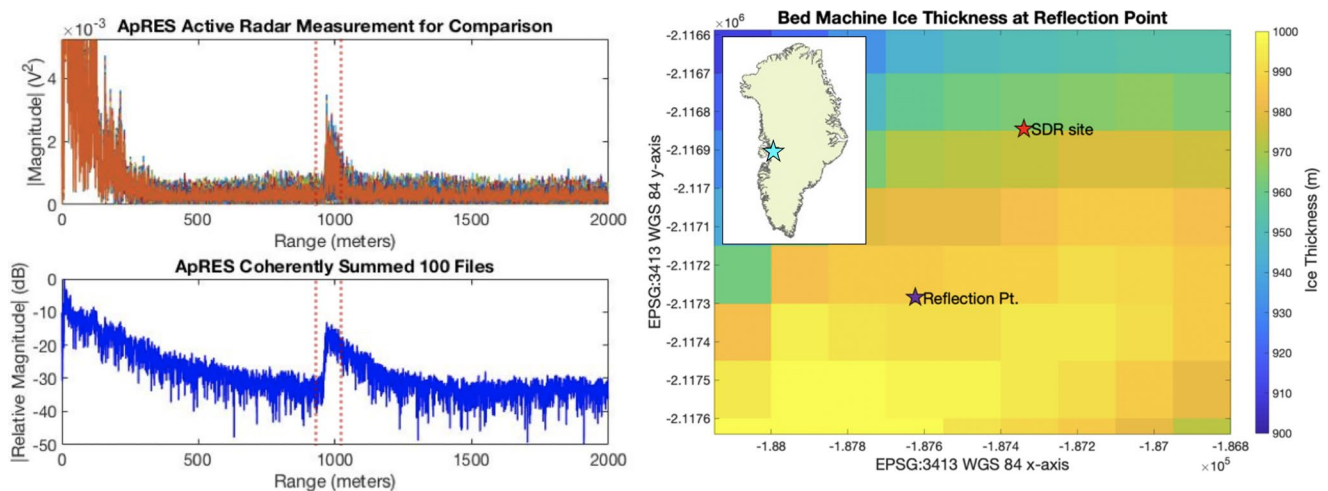 ApRES Active Radar Measurement for Comparison
×10⁻³
|Magnitude| (V²)
4
2
0
0 500 1000 1500 2000
Range (meters)
ApRES Coherently Summed 100 Files
|Relative Magnitude| (dB)
0
-10
-20
-30
-40
-50
0 500 1000 1500 2000
Range (meters)
Bed Machine Ice Thickness at Reflection Point
×10⁶
EPSG:3413 WGS 84 y-axis
-2.1166
-2.1167
-2.1168
-2.1169
-2.117
-2.1171
-2.1172
-2.1173
-2.1174
-2.1175
-2.1176
SDR site
Reflection Pt.
-1.88 -1.878 -1.876 -1.874 -1.872 -1.87 -1.868
EPSG:3413 WGS 84 x-axis
×10⁵
1000
990
980
970
960
950
940
930
920
910
900
Ice Thickness (m)